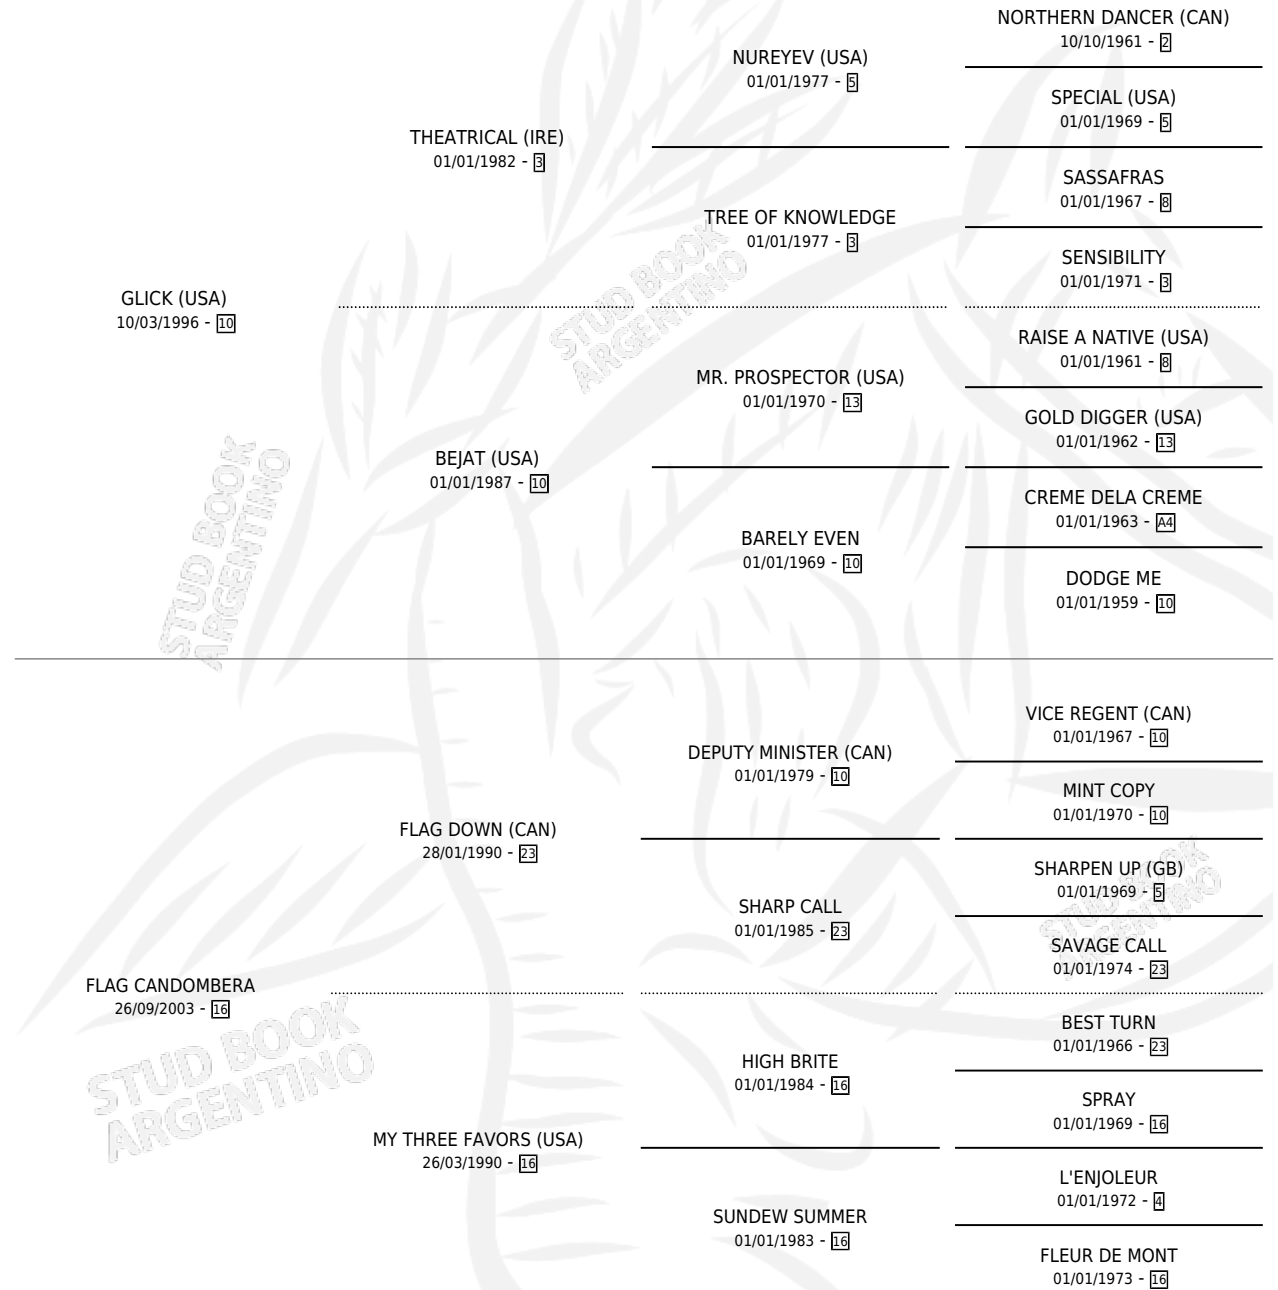 NORTHERN DANCER (CAN)
10/10/1961 - 2
NUREYEV (USA)
01/01/1977 - 5
SPECIAL (USA)
01/01/1969 - 5
THEATRICAL (IRE)
01/01/1982 - 3
SASSAFRAS
01/01/1967 - 8
TREE OF KNOWLEDGE
01/01/1977 - 3
SENSIBILITY
01/01/1971 - 3
GLICK (USA)
10/03/1996 - 10
RAISE A NATIVE (USA)
01/01/1961 - 8
MR. PROSPECTOR (USA)
01/01/1970 - 13
GOLD DIGGER (USA)
01/01/1962 - 13
BEJAT (USA)
01/01/1987 - 10
CREME DELA CREME
01/01/1963 - A4
BARELY EVEN
01/01/1969 - 10
DODGE ME
01/01/1959 - 10
VICE REGENT (CAN)
01/01/1967 - 10
DEPUTY MINISTER (CAN)
01/01/1979 - 10
MINT COPY
01/01/1970 - 10
FLAG DOWN (CAN)
28/01/1990 - 23
SHARPEN UP (GB)
01/01/1969 - 5
SHARP CALL
01/01/1985 - 23
SAVAGE CALL
01/01/1974 - 23
FLAG CANDOMBERA
26/09/2003 - 16
BEST TURN
01/01/1966 - 23
HIGH BRITE
01/01/1984 - 16
SPRAY
01/01/1969 - 16
MY THREE FAVORS (USA)
26/03/1990 - 16
L'ENJOLEUR
01/01/1972 - 4
SUNDEW SUMMER
01/01/1983 - 16
FLEUR DE MONT
01/01/1973 - 16
STUD BOOK
ARGENTINO
STUD BOOK
ARGENTINO
STUD BOOK
ARGENTINO
STUD BOOK
ARGENTINO